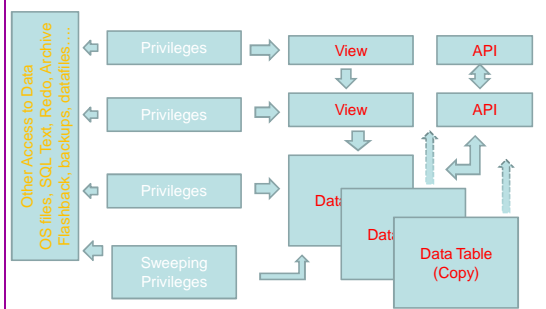 Other Access to Data
OS files, SQL Text, Redo, Archive
Flashback, backups, datafiles,….
Privileges
View
API
Privileges
View
API
Privileges
Data
Data
Data Table
(Copy)
Sweeping
Privileges